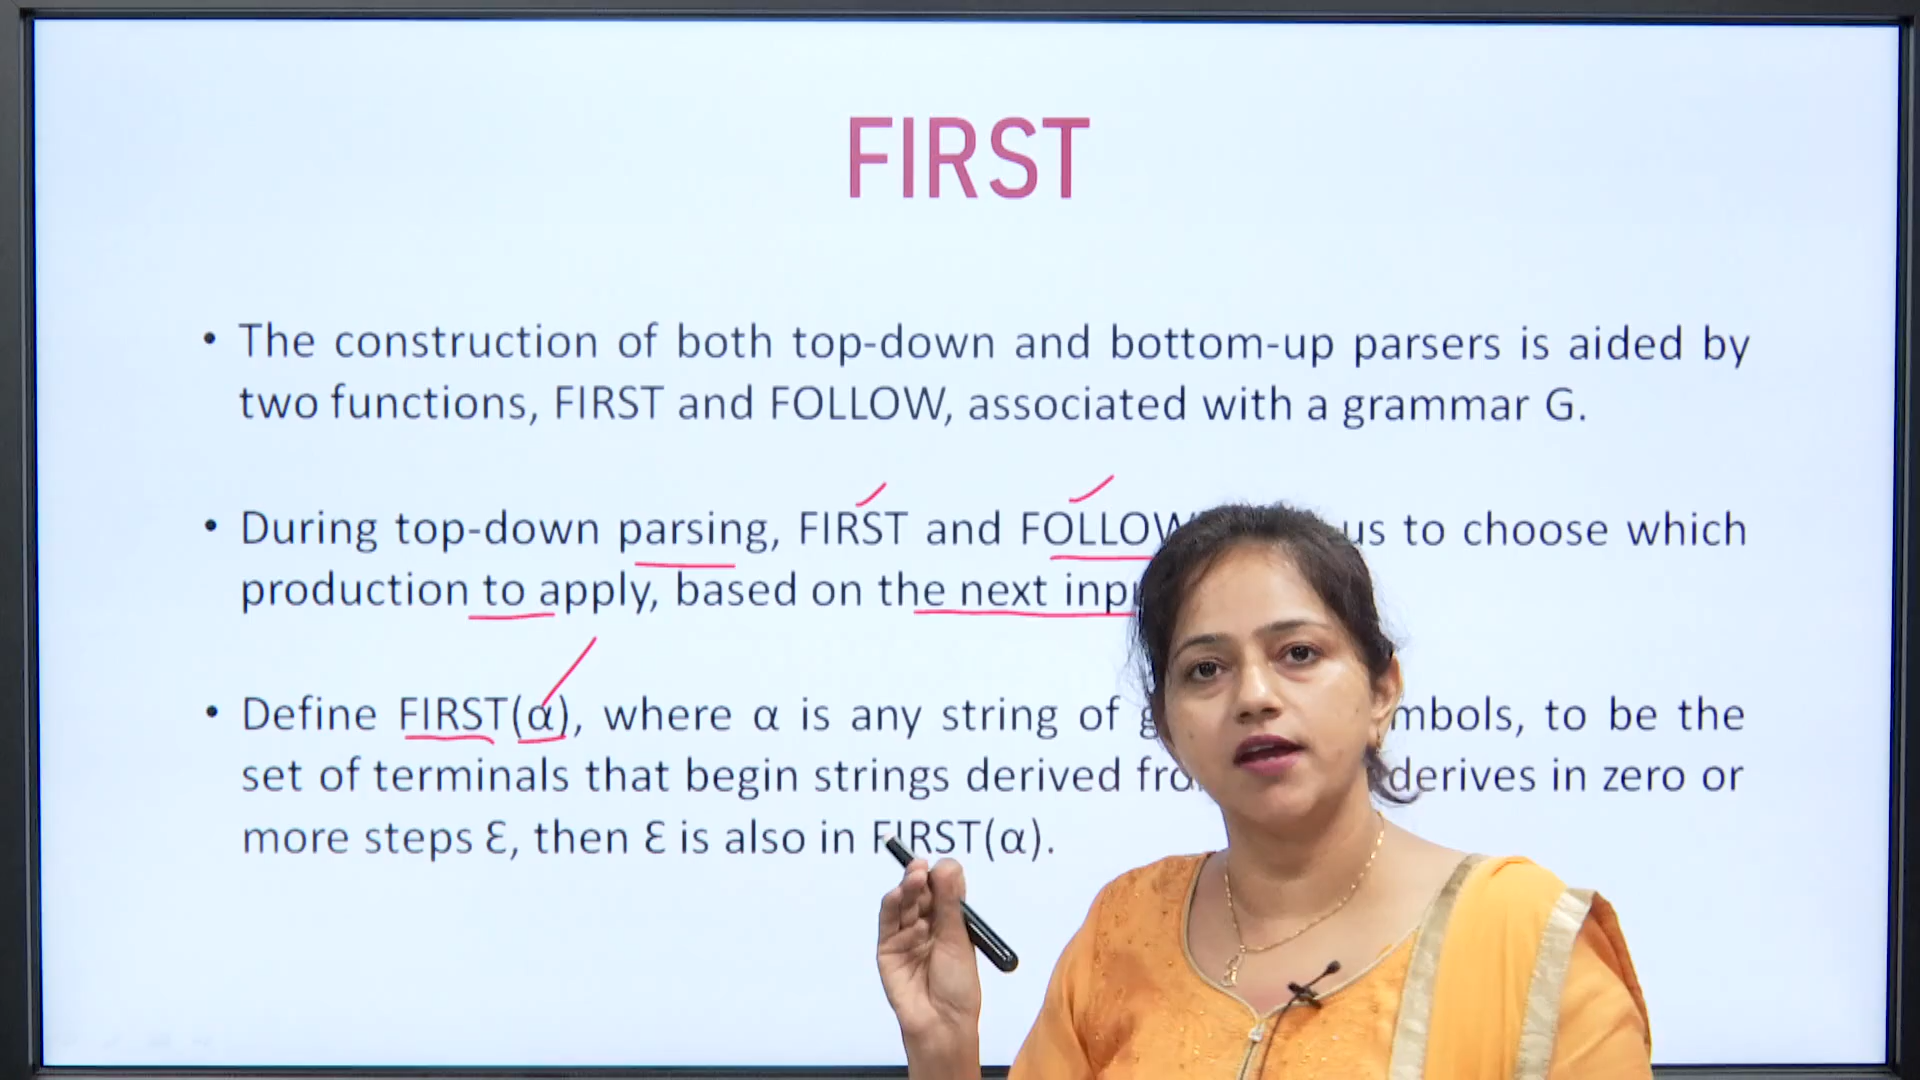 FIRST
• The construction of both top-down and bottom-up parsers is aided by
two functions, FIRST and FOLLOW, associated with a grammar G.
• During top-down parsing, FIRST and FOLLOW us to choose which
production to apply, based on the next
• Define FIRST(α), where α is any string of to be the
set of terminals that begin strings derived derives in zero or
more steps Ɛ, then Ɛ is also in FIRST(α).